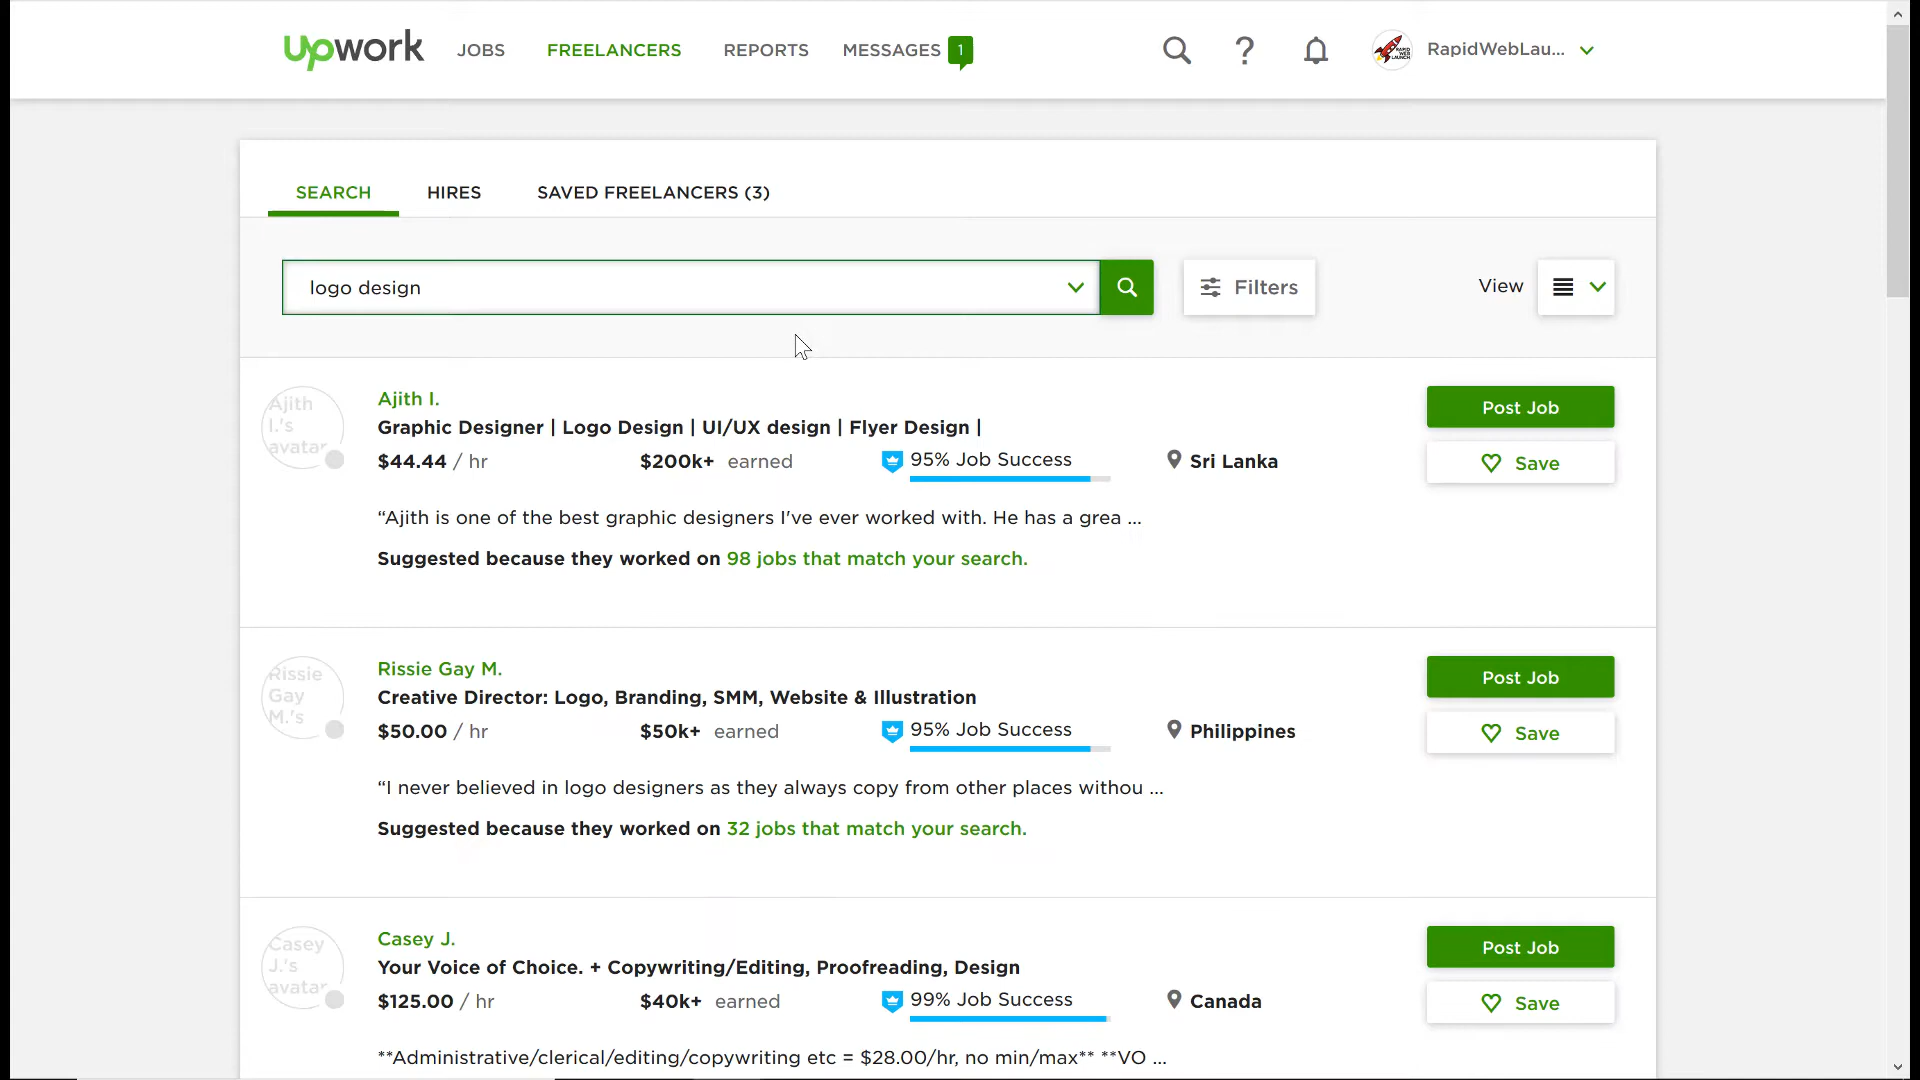 upwork JOBS FREELANCERS REPORTS MESSAGES 1 ? RapidWebLau...
SEARCH HIRES SAVED FREELANCERS (3)
logo design Filters View
Ajith I.'s avatar
Ajith I.
Graphic Designer | Logo Design | UI/UX design | Flyer Design |
$44.44 / hr $200k+ earned 95% Job Success Sri Lanka
“Ajith is one of the best graphic designers I've ever worked with. He has a grea ...
Suggested because they worked on 98 jobs that match your search.
Post Job
Save
Rissie Gay M.'s
Rissie Gay M.
Creative Director: Logo, Branding, SMM, Website & Illustration
$50.00 / hr $50k+ earned 95% Job Success Philippines
“I never believed in logo designers as they always copy from other places withou ...
Suggested because they worked on 32 jobs that match your search.
Post Job
Save
Casey J.'s avatar
Casey J.
Your Voice of Choice. + Copywriting/Editing, Proofreading, Design
$125.00 / hr $40k+ earned 99% Job Success Canada
**Administrative/clerical/editing/copywriting etc = $28.00/hr, no min/max** **VO ...
Post Job
Save